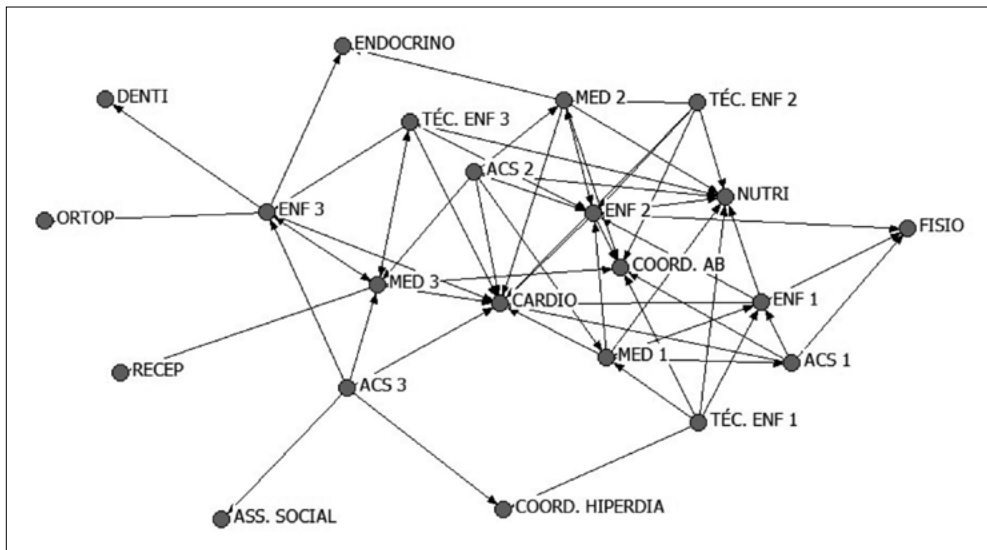 ENDOCRINO
DENTI
MED 2
TÉC. ENF 2
TÉC. ENF 3
ACS 2
NUTRI
ENF 3
ENF 2
ORTOP
FISIO
COORD. AB
MED 3
CARDIO
ENF 1
MED 1
ACS 1
RECEP
ACS 3
TÉC. ENF 1
COORD. HIPERDIA
ASS. SOCIAL